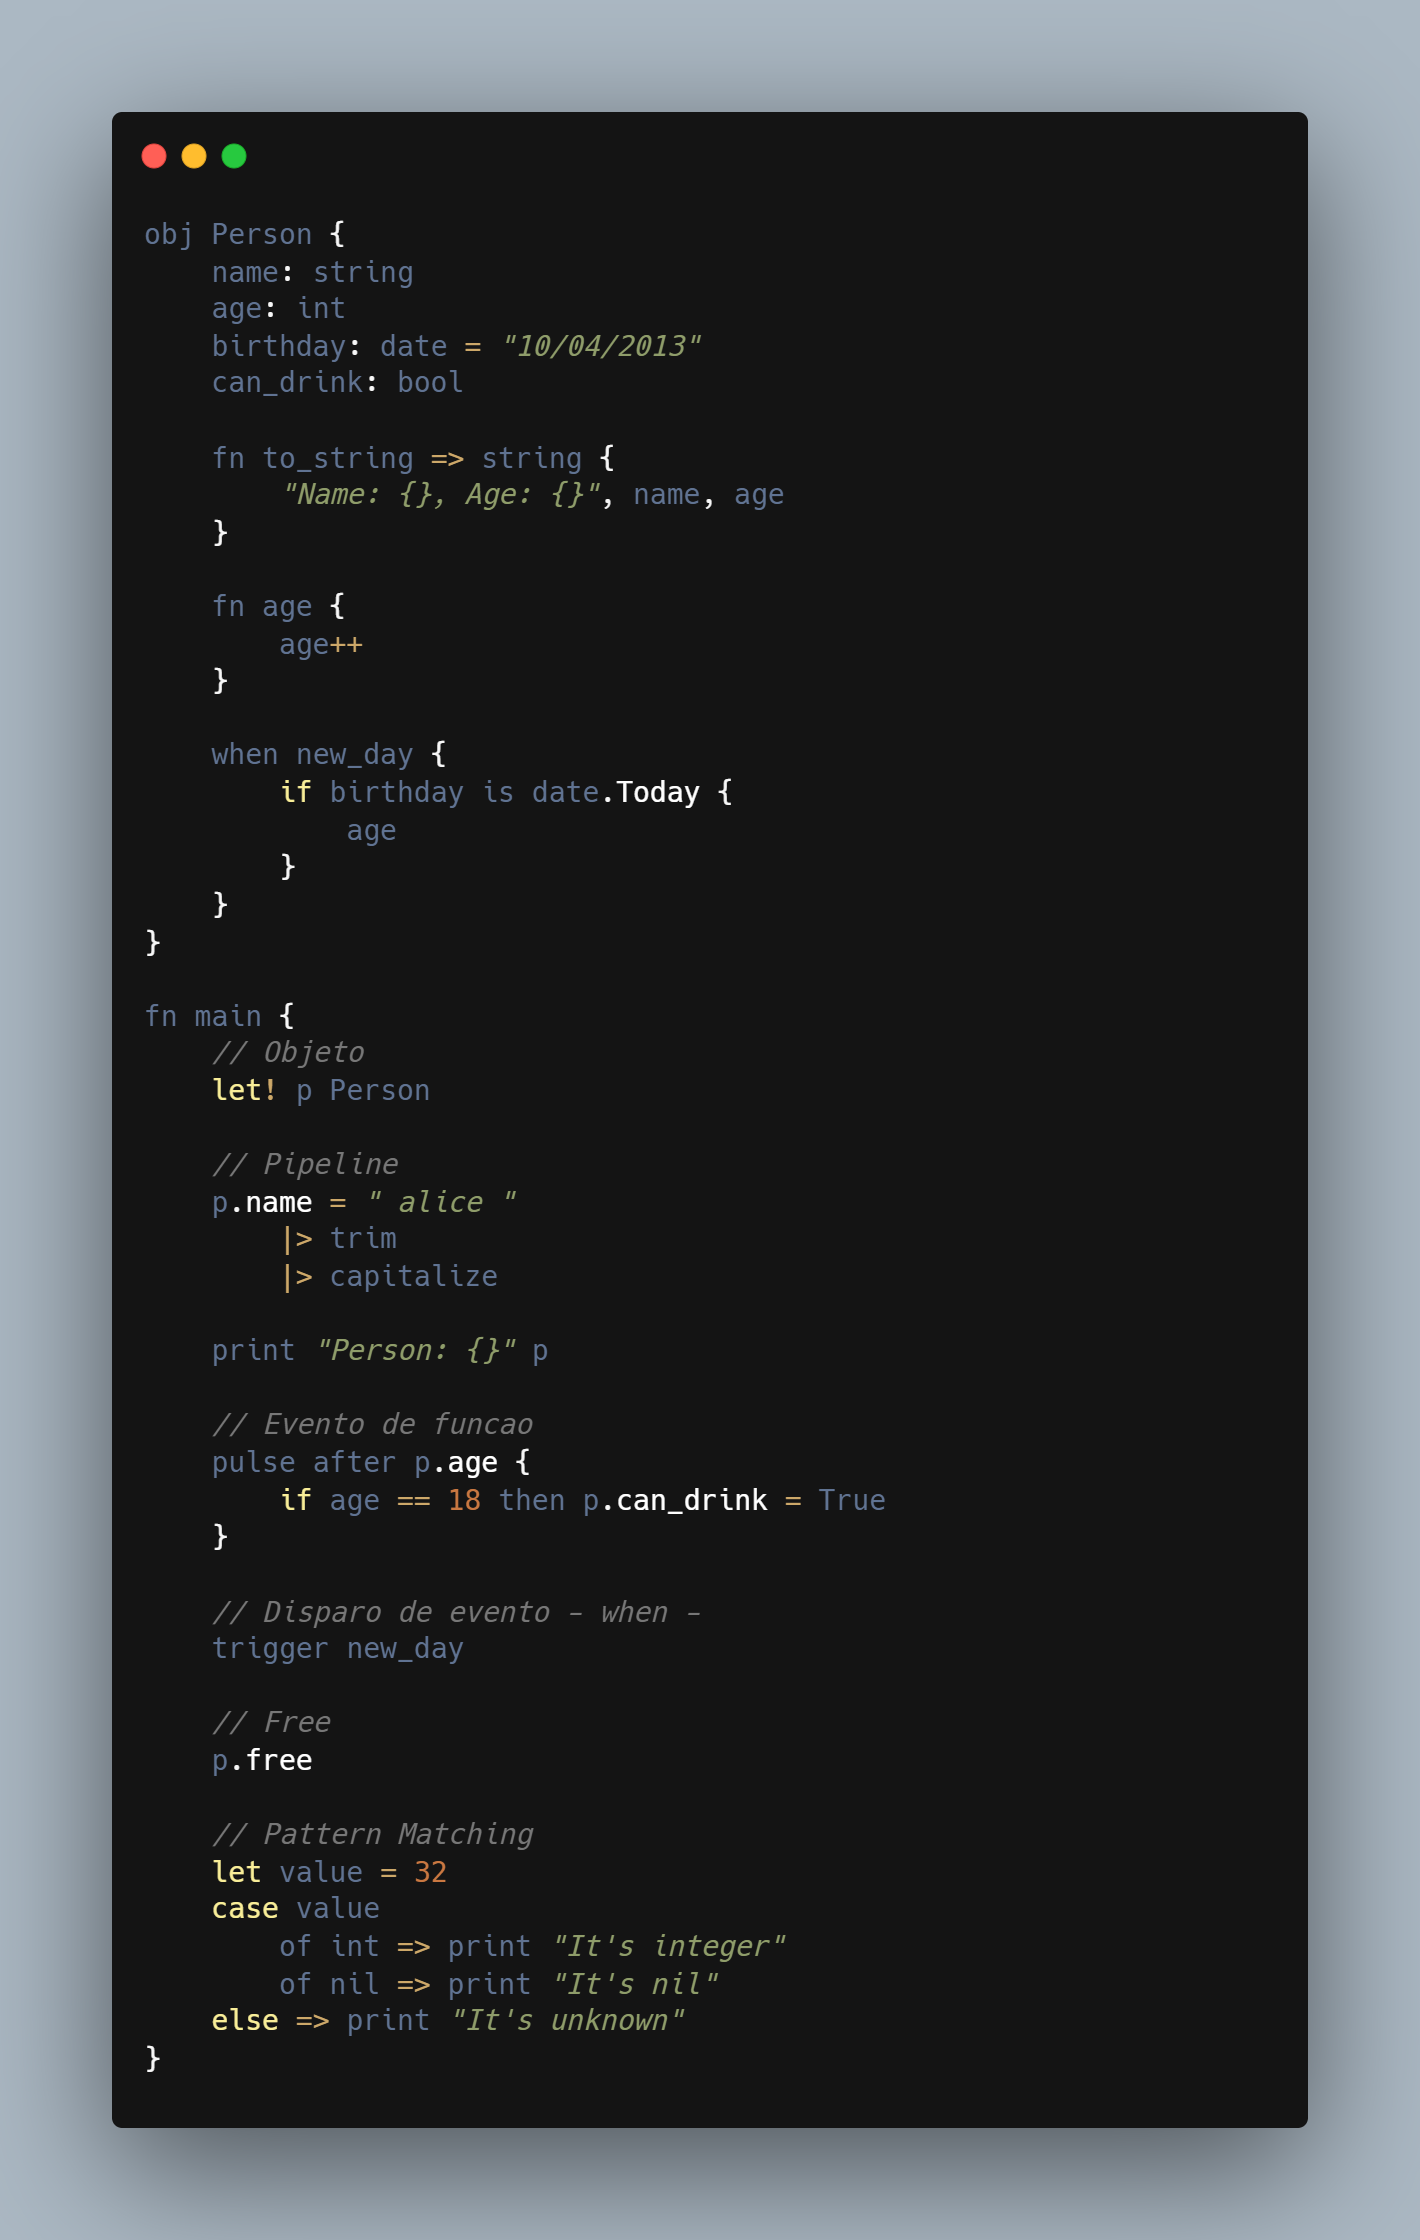 obj Person {
    name: string
    age: int
    birthday: date = "10/04/2013"
    can_drink: bool

    fn to_string => string {
        "Name: {}, Age: {}", name, age
    }

    fn age {
        age++
    }

    when new_day {
        if birthday is date.Today {
            age
        }
    }
}

fn main {
    // Objeto
    let! p Person

    // Pipeline
    p.name = " alice "
        |> trim
        |> capitalize

    print "Person: {}" p

    // Evento de funcao
    pulse after p.age {
        if age == 18 then p.can_drink = True
    }

    // Disparo de evento - when -
    trigger new_day

    // Free
    p.free

    // Pattern Matching
    let value = 32
    case value
        of int => print "It's integer"
        of nil => print "It's nil"
    else => print "It's unknown"
}